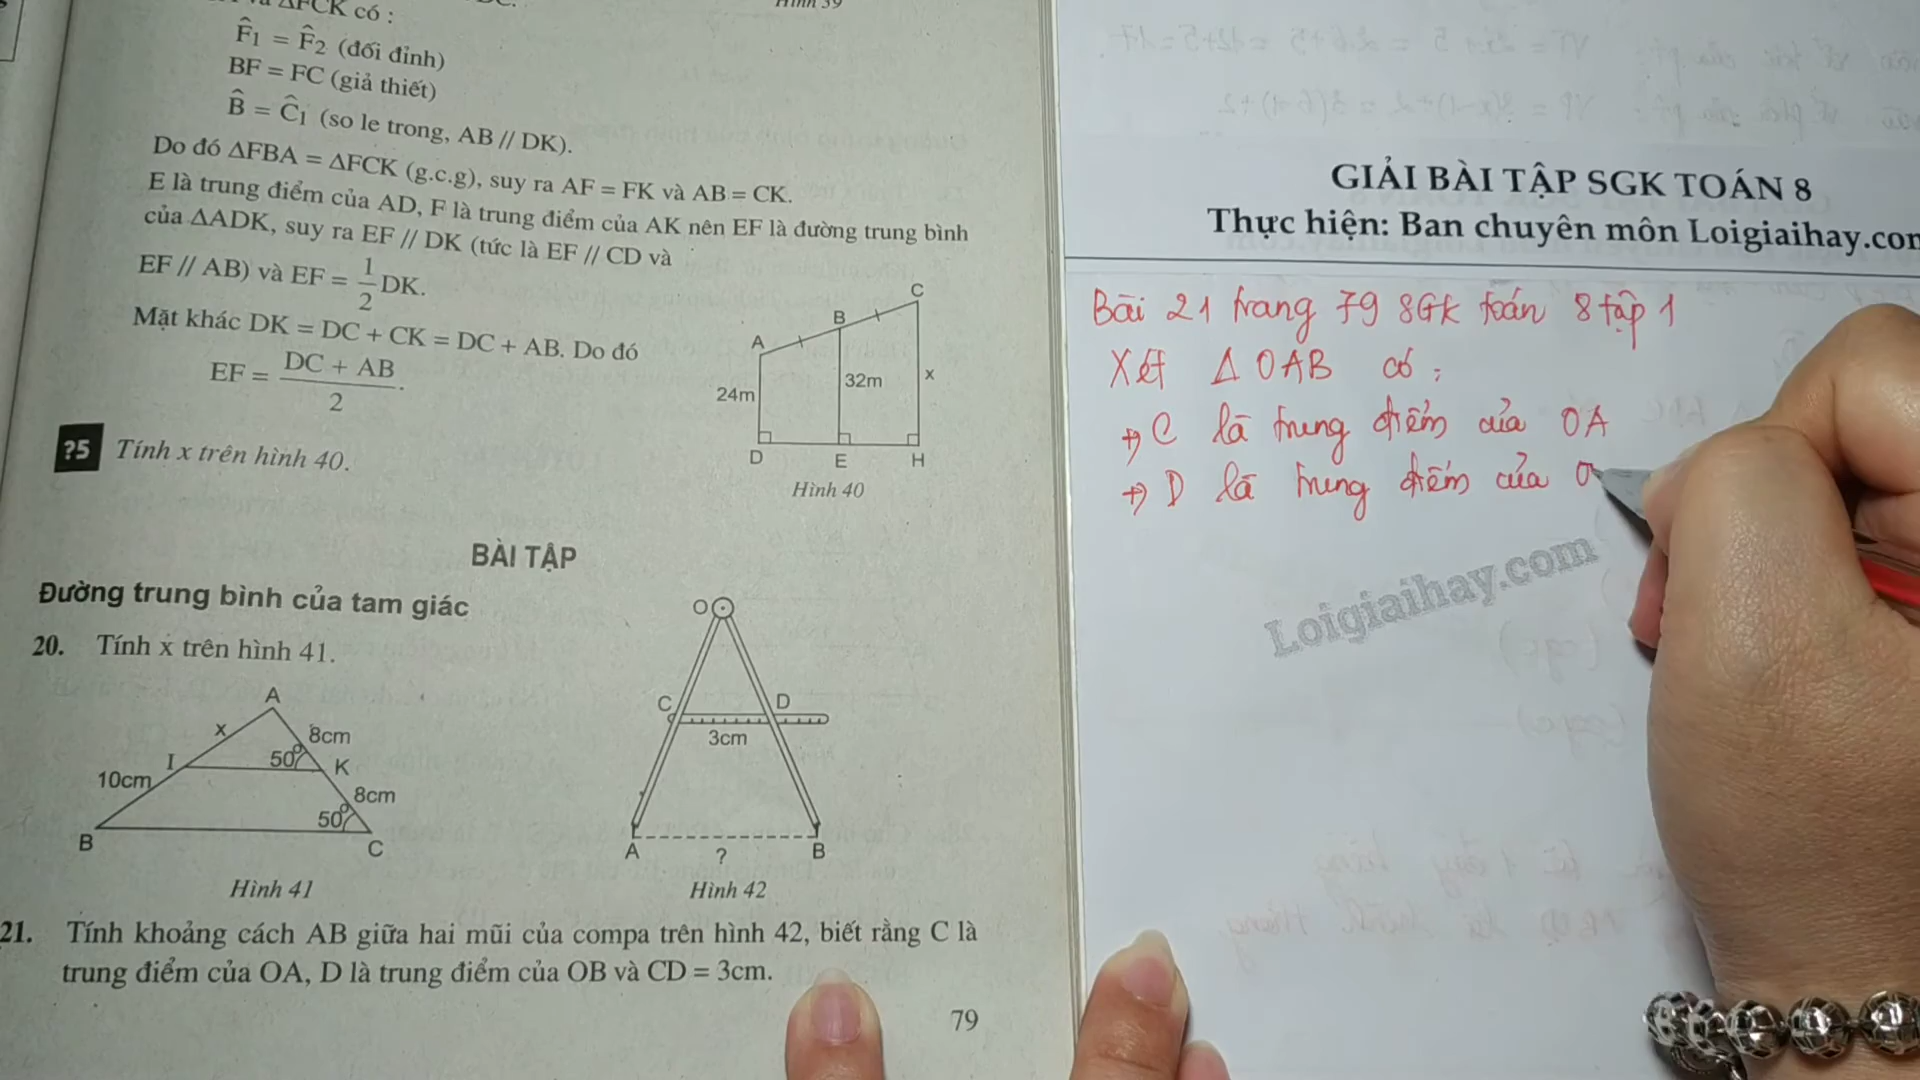 ΔFCK có :
Hình 39
F̂1 = F̂2 (đối đỉnh)
BF = FC (giả thiết)
B̂ = Ĉ1 (so le trong, AB // DK).
Do đó ΔFBA = ΔFCK (g.c.g), suy ra AF = FK và AB = CK.
E là trung điểm của AD, F là trung điểm của AK nên EF là đường trung bình
của ΔADK, suy ra EF // DK (tức là EF // CD và
EF // AB) và EF = 1/2 DK.
Mặt khác DK = DC + CK = DC + AB. Do đó
EF = (DC + AB)/2.
C
B
A
24m
32m
x
D E H
Hình 40
?5 Tính x trên hình 40.
BÀI TẬP
Đường trung bình của tam giác
20. Tính x trên hình 41.
A
x
8cm
I
50°
K
10cm
8cm
50°
B
C
Hình 41
O
C
D
3cm
A ? B
Hình 42
21. Tính khoảng cách AB giữa hai mũi của compa trên hình 42, biết rằng C là
trung điểm của OA, D là trung điểm của OB và CD = 3cm.
79
GIẢI BÀI TẬP SGK TOÁN 8
Thực hiện: Ban chuyên môn Loigiaihay.com
Bài 21 trang 79 SGK toán 8 tập 1
Xét Δ OAB có :
+) C là trung điểm của OA
+) D là trung điểm của O
Loigiaihay.com